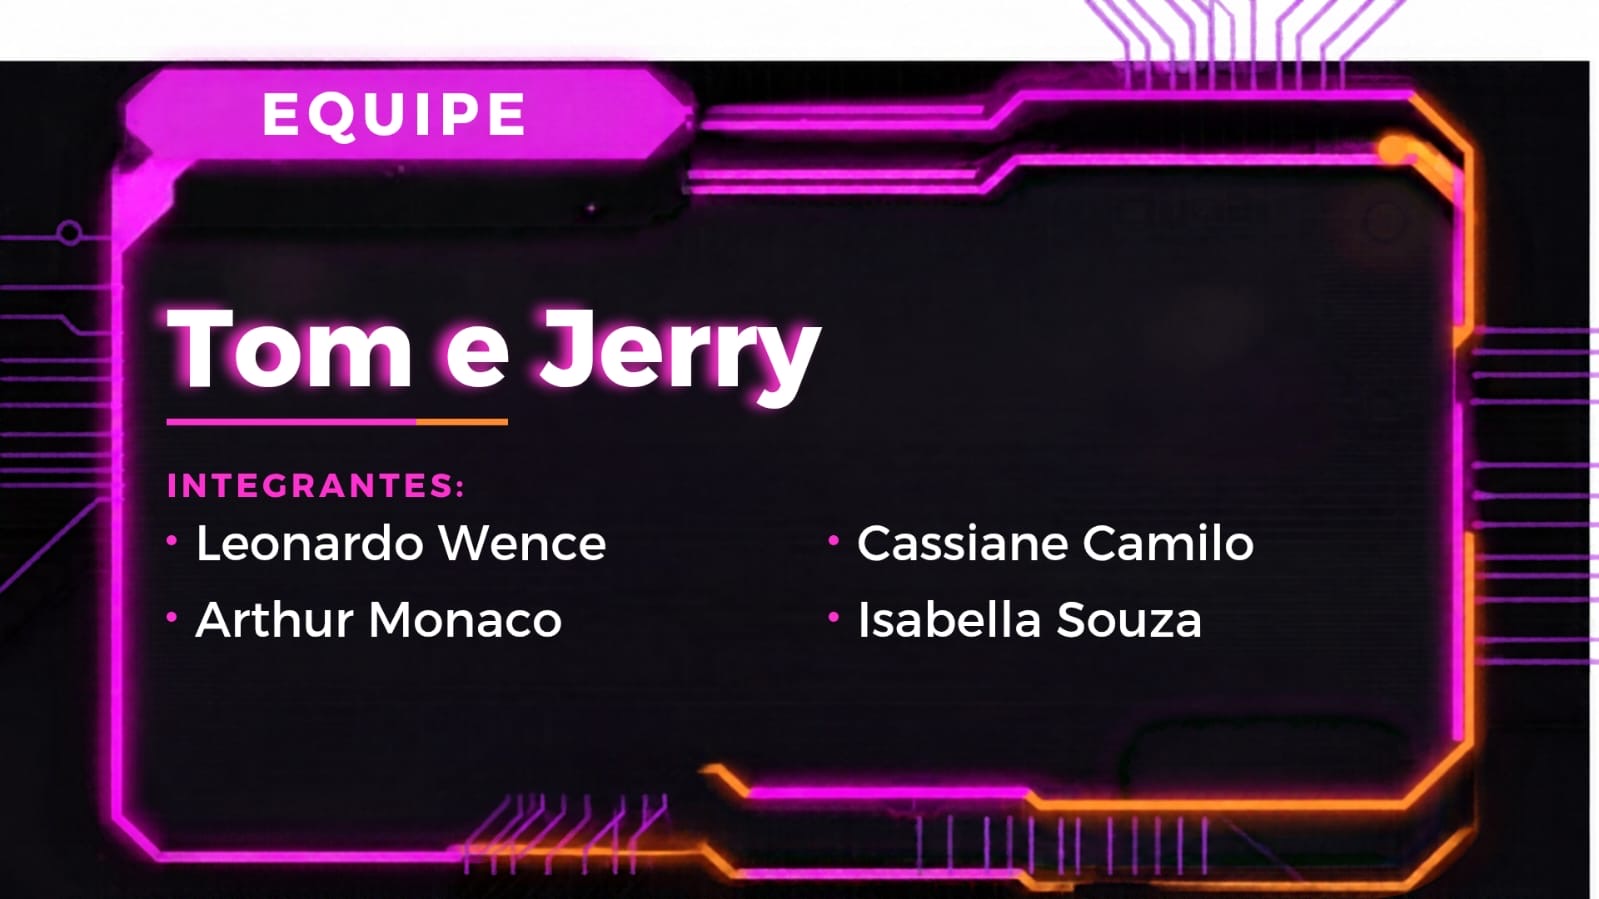 EQUIPE
Tom e Jerry
INTEGRANTES:
• Leonardo Wence
• Arthur Monaco
• Cassiane Camilo
• Isabella Souza